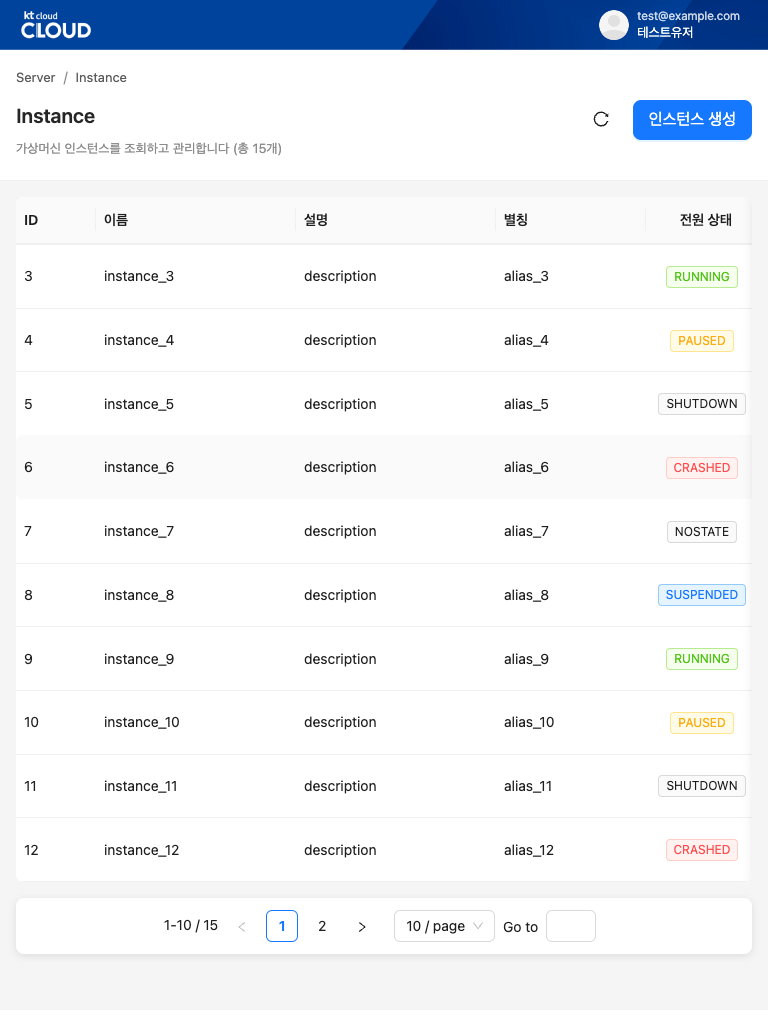 kt cloud
CLOUD
test@example.com
테스트유저
Server / Instance
Instance
인스턴스 생성
가상머신 인스턴스를 조회하고 관리합니다 (총 15개)
ID 이름 설명 별칭 전원 상태
3 instance_3 description alias_3 RUNNING
4 instance_4 description alias_4 PAUSED
5 instance_5 description alias_5 SHUTDOWN
6 instance_6 description alias_6 CRASHED
7 instance_7 description alias_7 NOSTATE
8 instance_8 description alias_8 SUSPENDED
9 instance_9 description alias_9 RUNNING
10 instance_10 description alias_10 PAUSED
11 instance_11 description alias_11 SHUTDOWN
12 instance_12 description alias_12 CRASHED
1-10 / 15 < 1 2 > 10 / page Go to